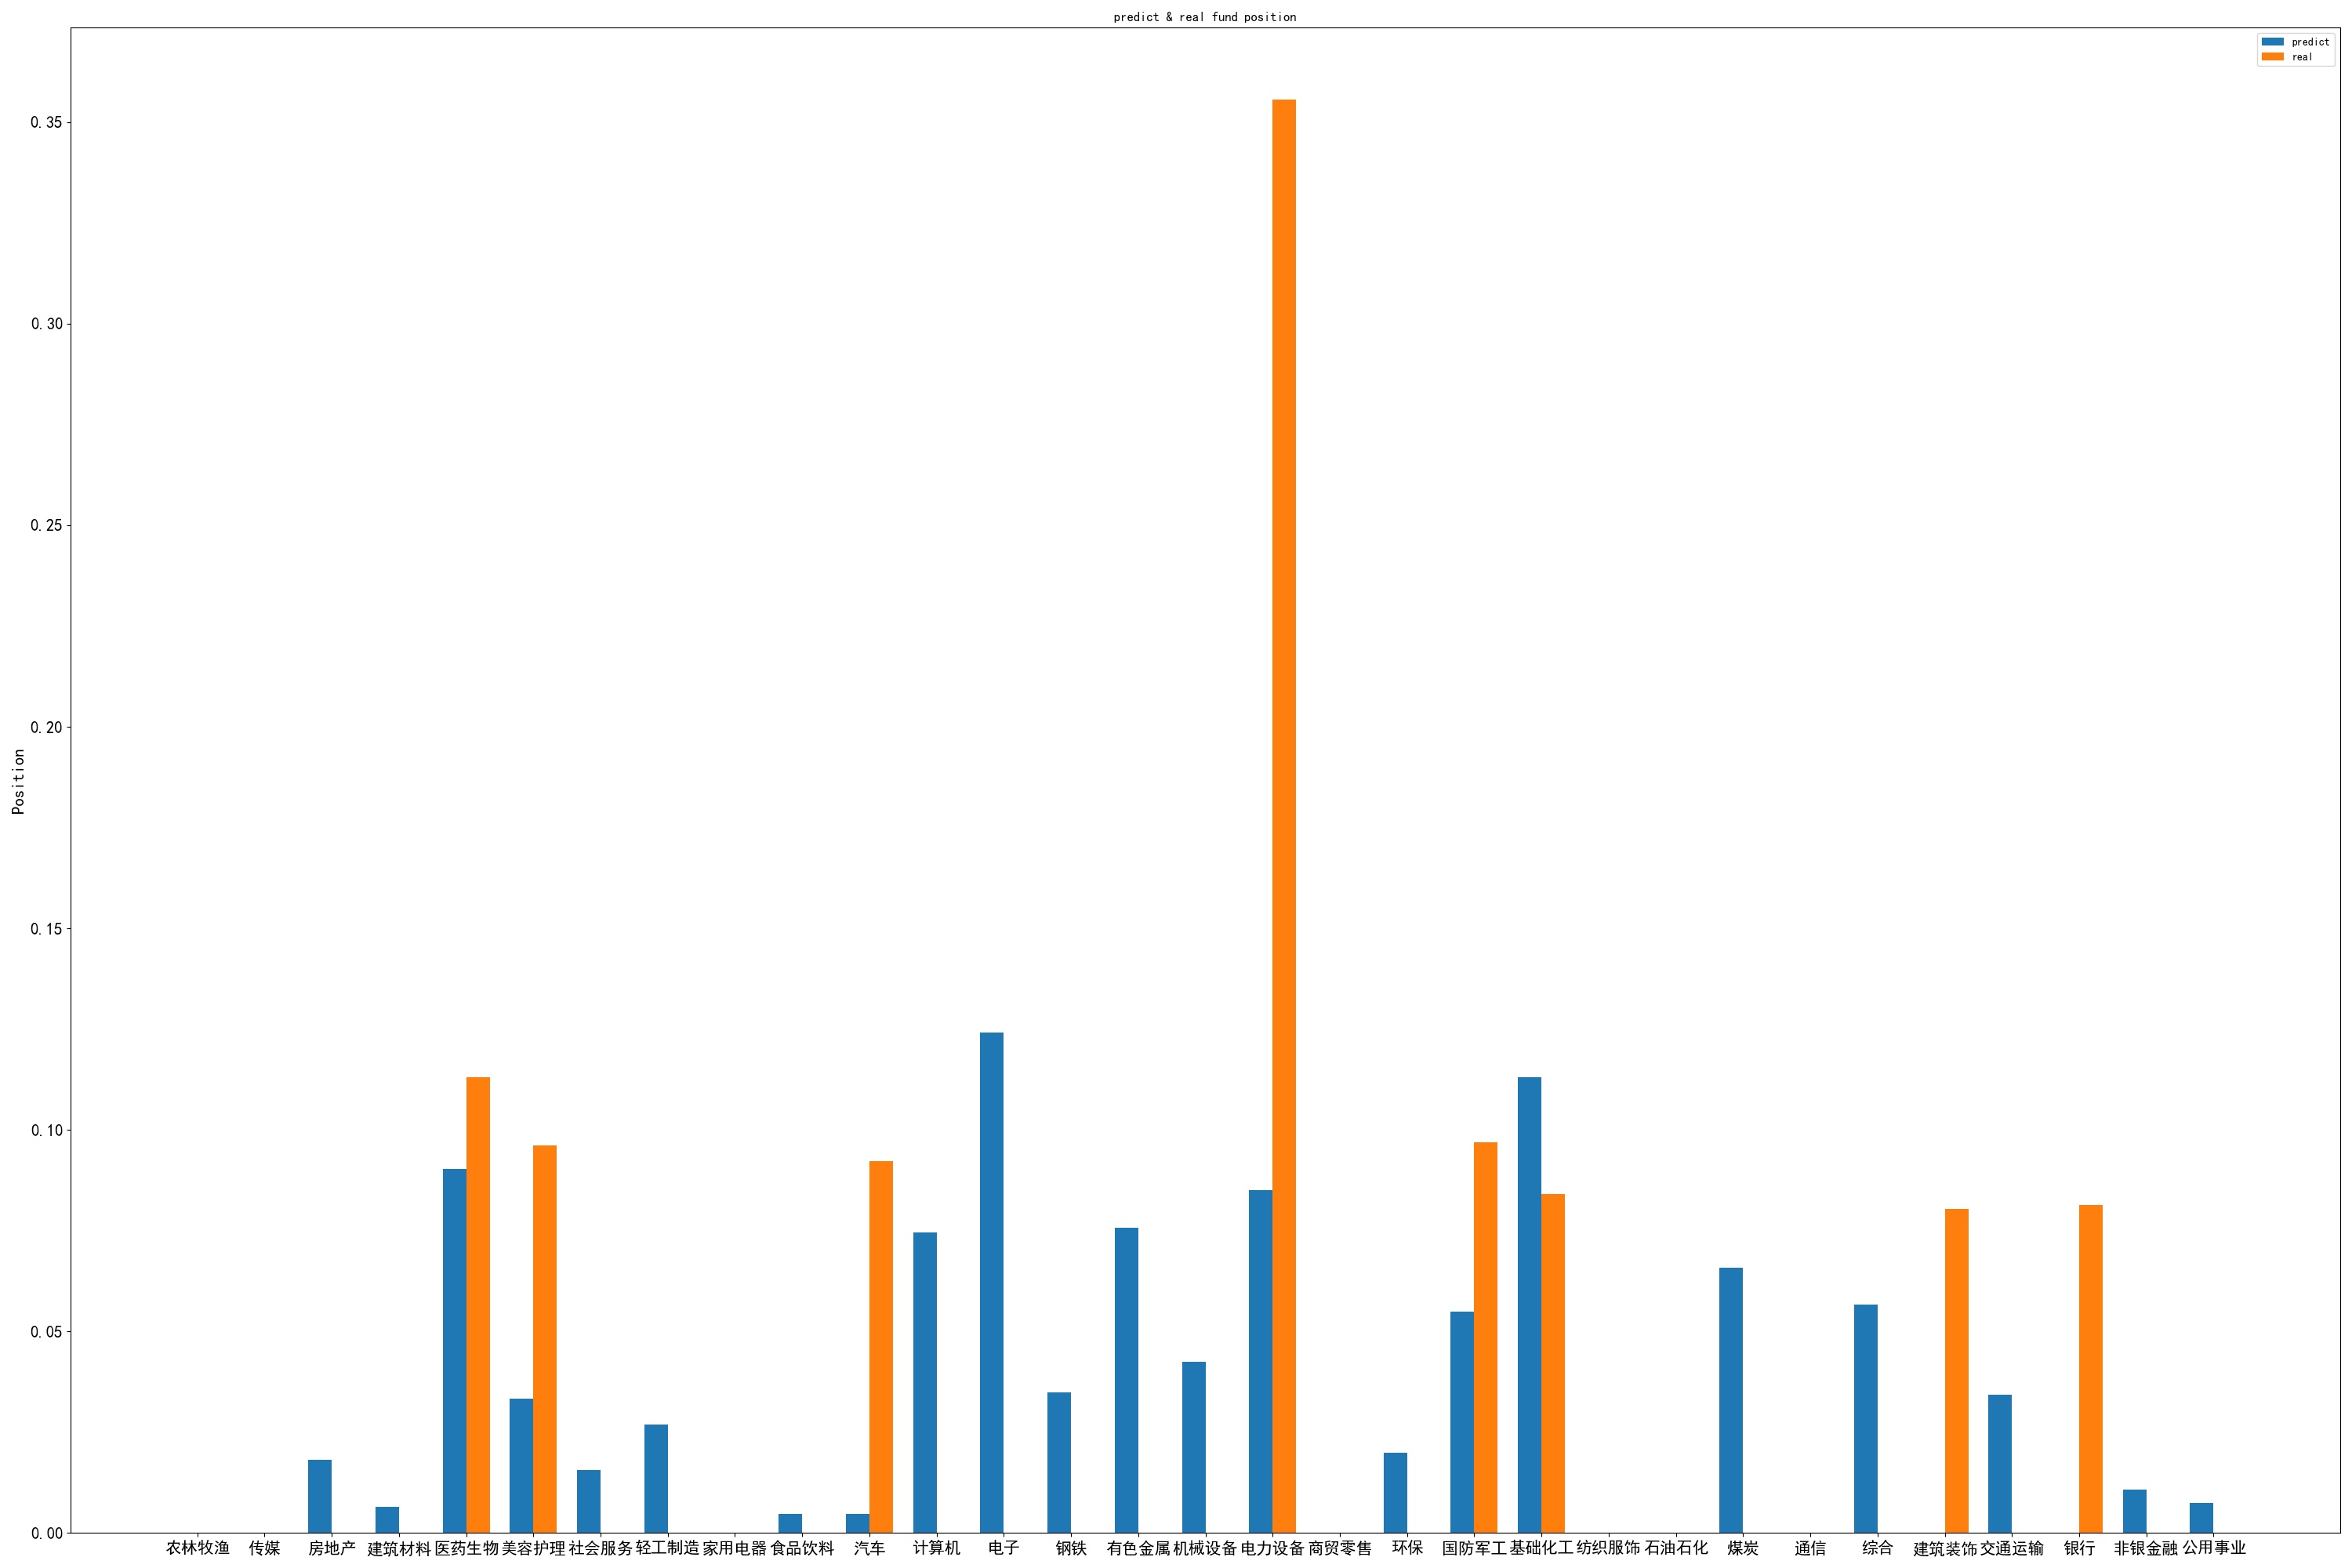 predict & real fund position
predict
real
Position
0.35
0.30
0.25
0.20
0.15
0.10
0.05
0.00
农林牧渔 传媒 房地产 建筑材料 医药生物 美容护理 社会服务 轻工制造 家用电器 食品饮料 汽车 计算机 电子 钢铁 有色金属 机械设备 电力设备 商贸零售 环保 国防军工 基础化工 纺织服饰 石油石化 煤炭 通信 综合 建筑装饰 交通运输 银行 非银金融 公用事业